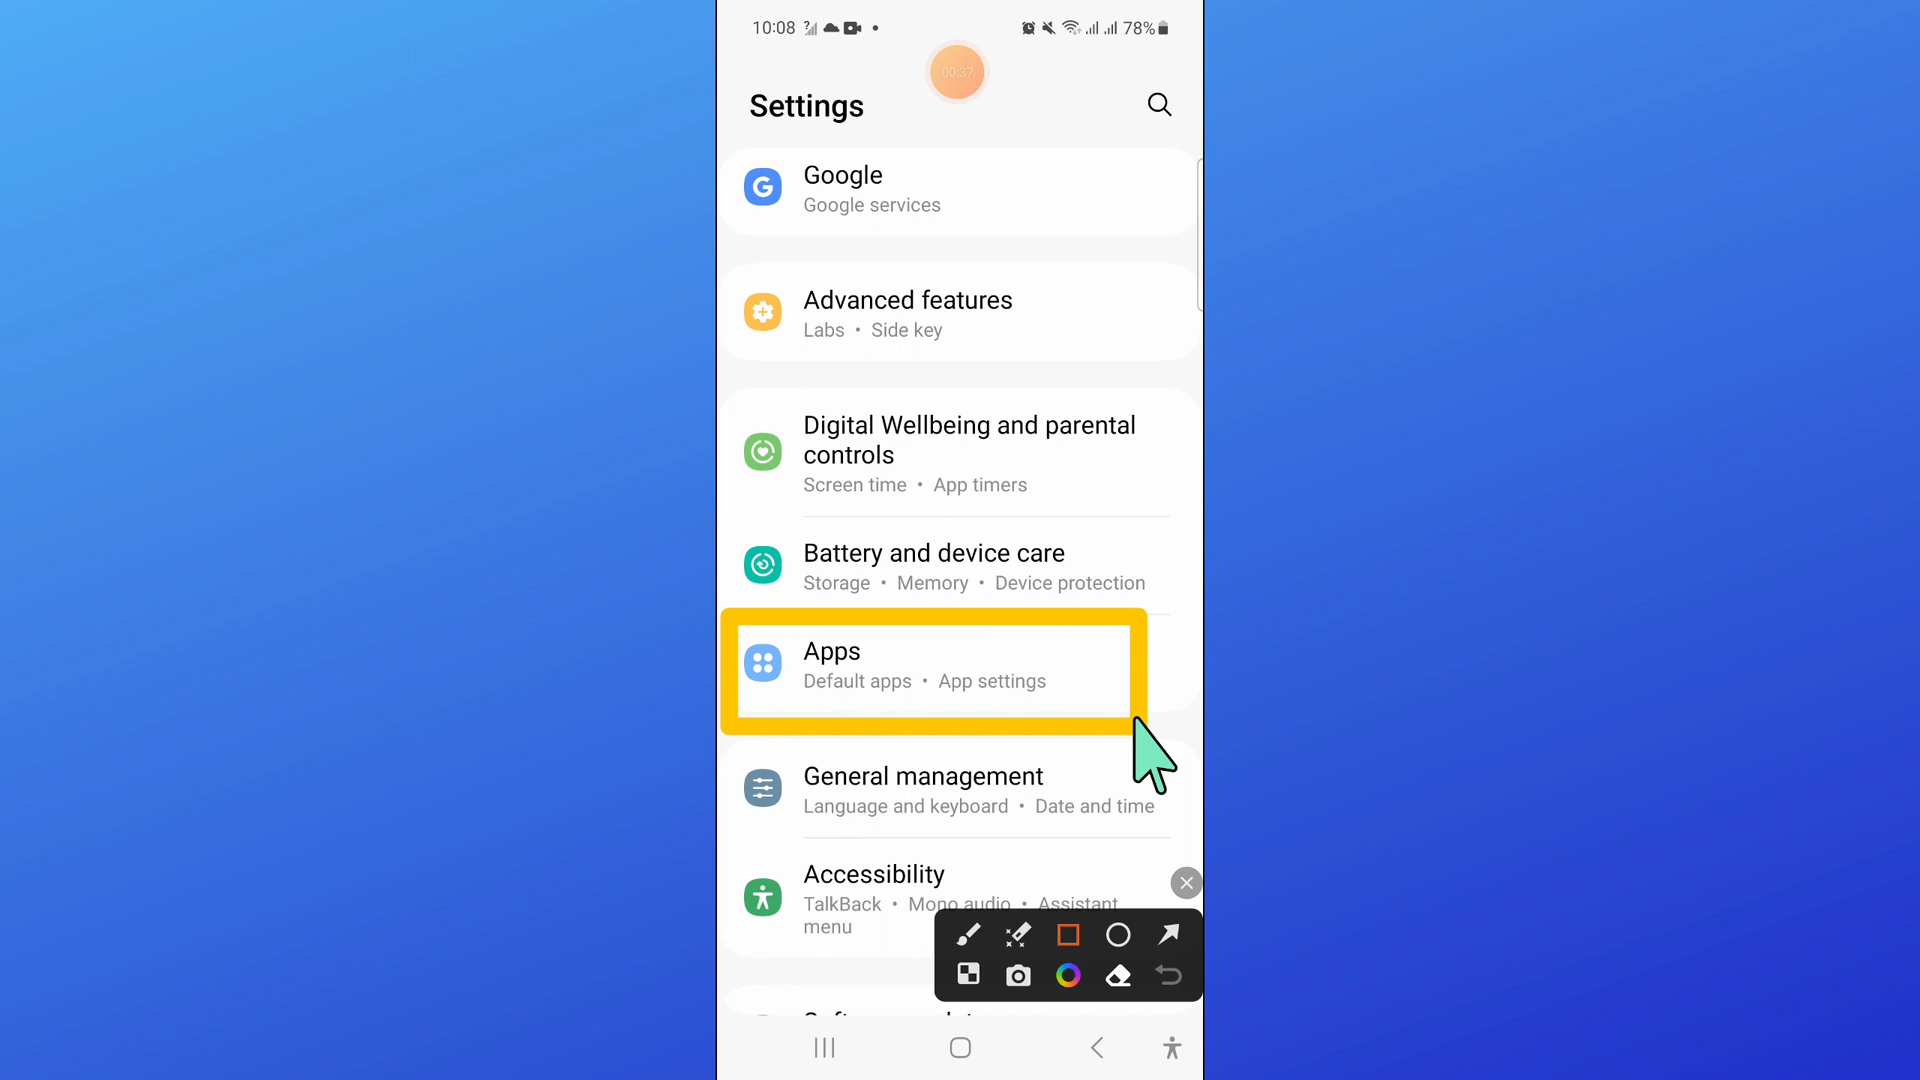 10:08 78%
00:37
Settings
Google
Google services
Advanced features
Labs • Side key
Digital Wellbeing and parental
controls
Screen time • App timers
Battery and device care
Storage • Memory • Device protection
Apps
Default apps • App settings
General management
Language and keyboard • Date and time
Accessibility
TalkBack • Mono audio • Assistant
menu